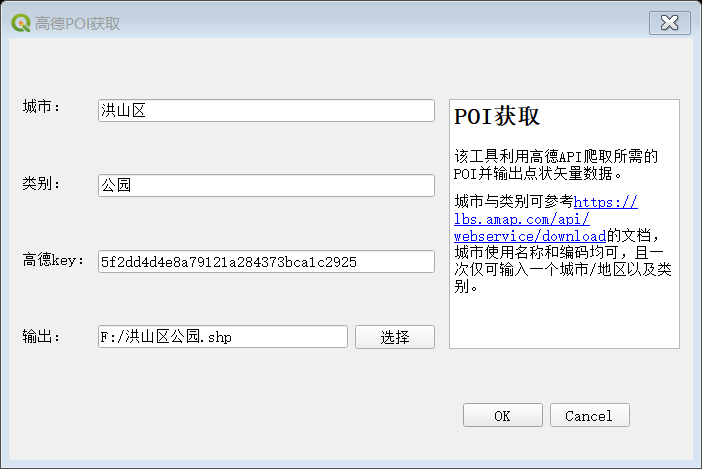 高德POI获取
城市：
洪山区
类别：
公园
高德key：
5f2dd4d4e8a79121a284373bca1c2925
输出：
F:/洪山区公园.shp
选择
POI获取
该工具利用高德API爬取所需的
POI并输出点状矢量数据。
城市与类别可参考https://
lbs.amap.com/api/
webservice/download的文档，
城市使用名称和编码均可，且一
次仅可输入一个城市/地区以及类
别。
OK
Cancel